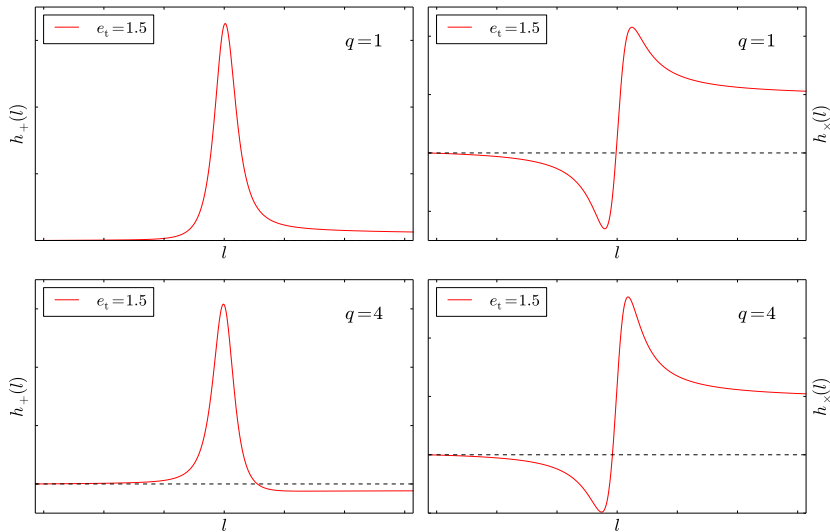 e_t=1.5
q=1
h_+(l)
l
e_t=1.5
q=1
h_×(l)
l
e_t=1.5
q=4
h_+(l)
l
e_t=1.5
q=4
h_×(l)
l